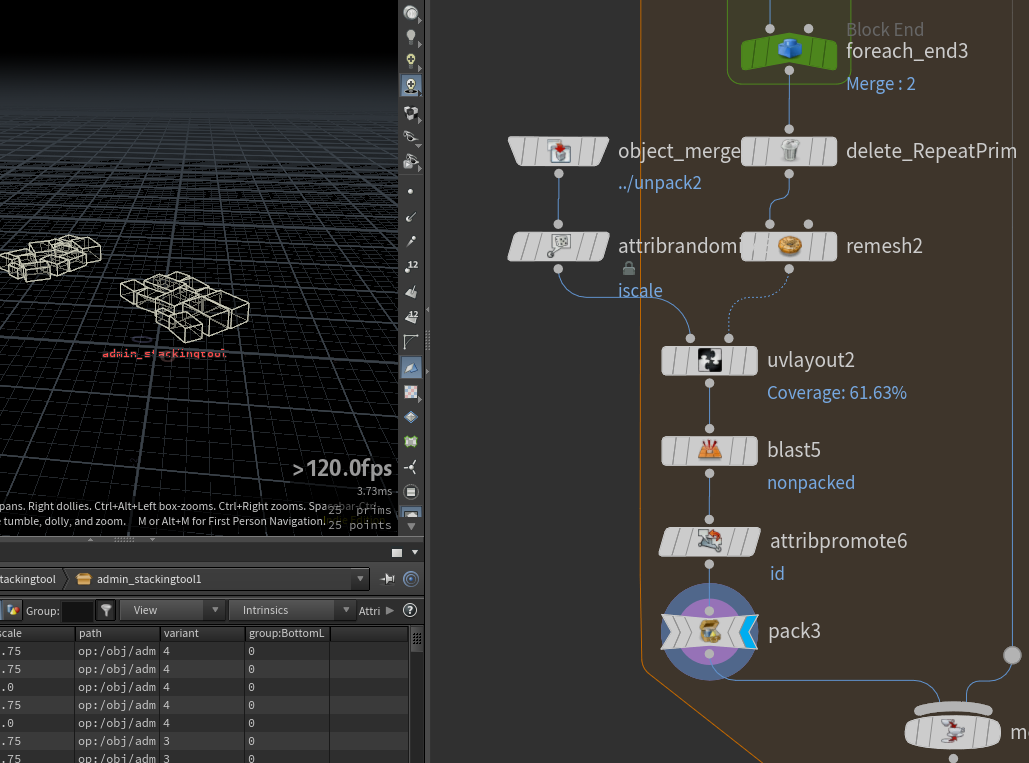 Block End
foreach_end3
Merge : 2
object_merge
../unpack2
delete_RepeatPrim
attribrandomi
iscale
remesh2
uvlayout2
Coverage: 61.63%
blast5
nonpacked
attribpromote6
id
pack3
m
12
12
admin_stackingtool
>120.0fps
3.73ms
pans. Right dollies. Ctrl+Alt+Left box-zooms. Ctrl+Right zooms. Spacebar-Ctrl-
tumble, dolly, and zoom. M or Alt+M for First Person Navigation.
25 prims
25 points
tackingtool admin_stackingtool1
Group: View Intrinsics Attri
scale path variant group:BottomL
.75 op:/obj/adm 4 0
.75 op:/obj/adm 4 0
.0 op:/obj/adm 4 0
.75 op:/obj/adm 4 0
.0 op:/obj/adm 4 0
.75 op:/obj/adm 3 0
.75 op:/obj/adm 3 0